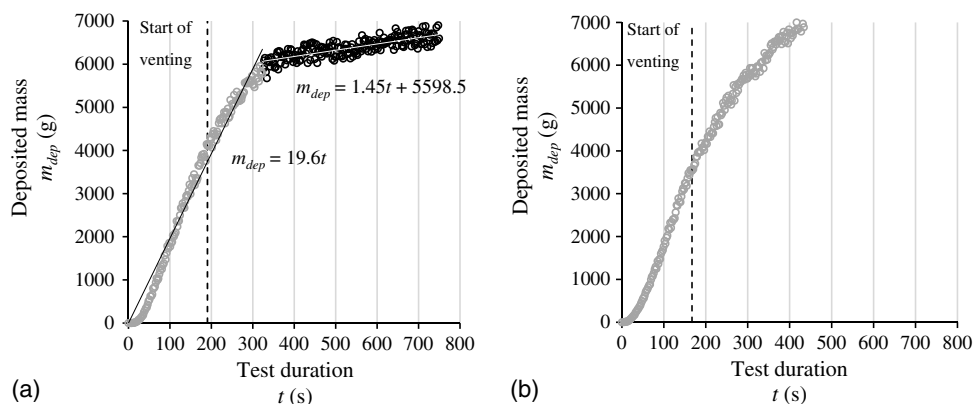 7000
6000
5000
4000
3000
2000
1000
0
Deposited mass
m_dep (g)
Start of
venting
m_dep = 1.45t + 5598.5
m_dep = 19.6t
0 100 200 300 400 500 600 700 800
Test duration
t (s)
(a)
7000
6000
5000
4000
3000
2000
1000
0
Deposited mass
m_dep (g)
Start of
venting
0 100 200 300 400 500 600 700 800
Test duration
t (s)
(b)